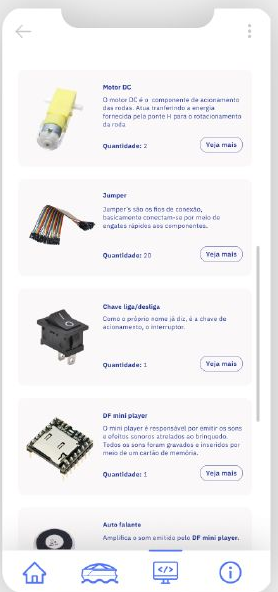 Motor DC
O motor DC é o componente de acionamento
das rodas. Atua tranferindo a energia
fornecida pela ponte H para o rotacionamento
da roda.
Quantidade: 2
Veja mais
Jumper
Jumper's são os fios de conexão,
basicamente conectam-se por meio de
engates rápidos aos componentes.
Quantidade: 20
Veja mais
Chave liga/desliga
Como o próprio nome já diz, é a chave de
acionamento, o interruptor.
Quantidade: 1
Veja mais
DF mini player
O mini player é responsável por emitir os sons
e efeitos sonoros atrelados ao brinquedo.
Todos os sons foram gravados e inseridos por
meio de um cartão de memória.
Quantidade: 1
Veja mais
Auto falante
Amplifica o som emitido pelo DF mini player.